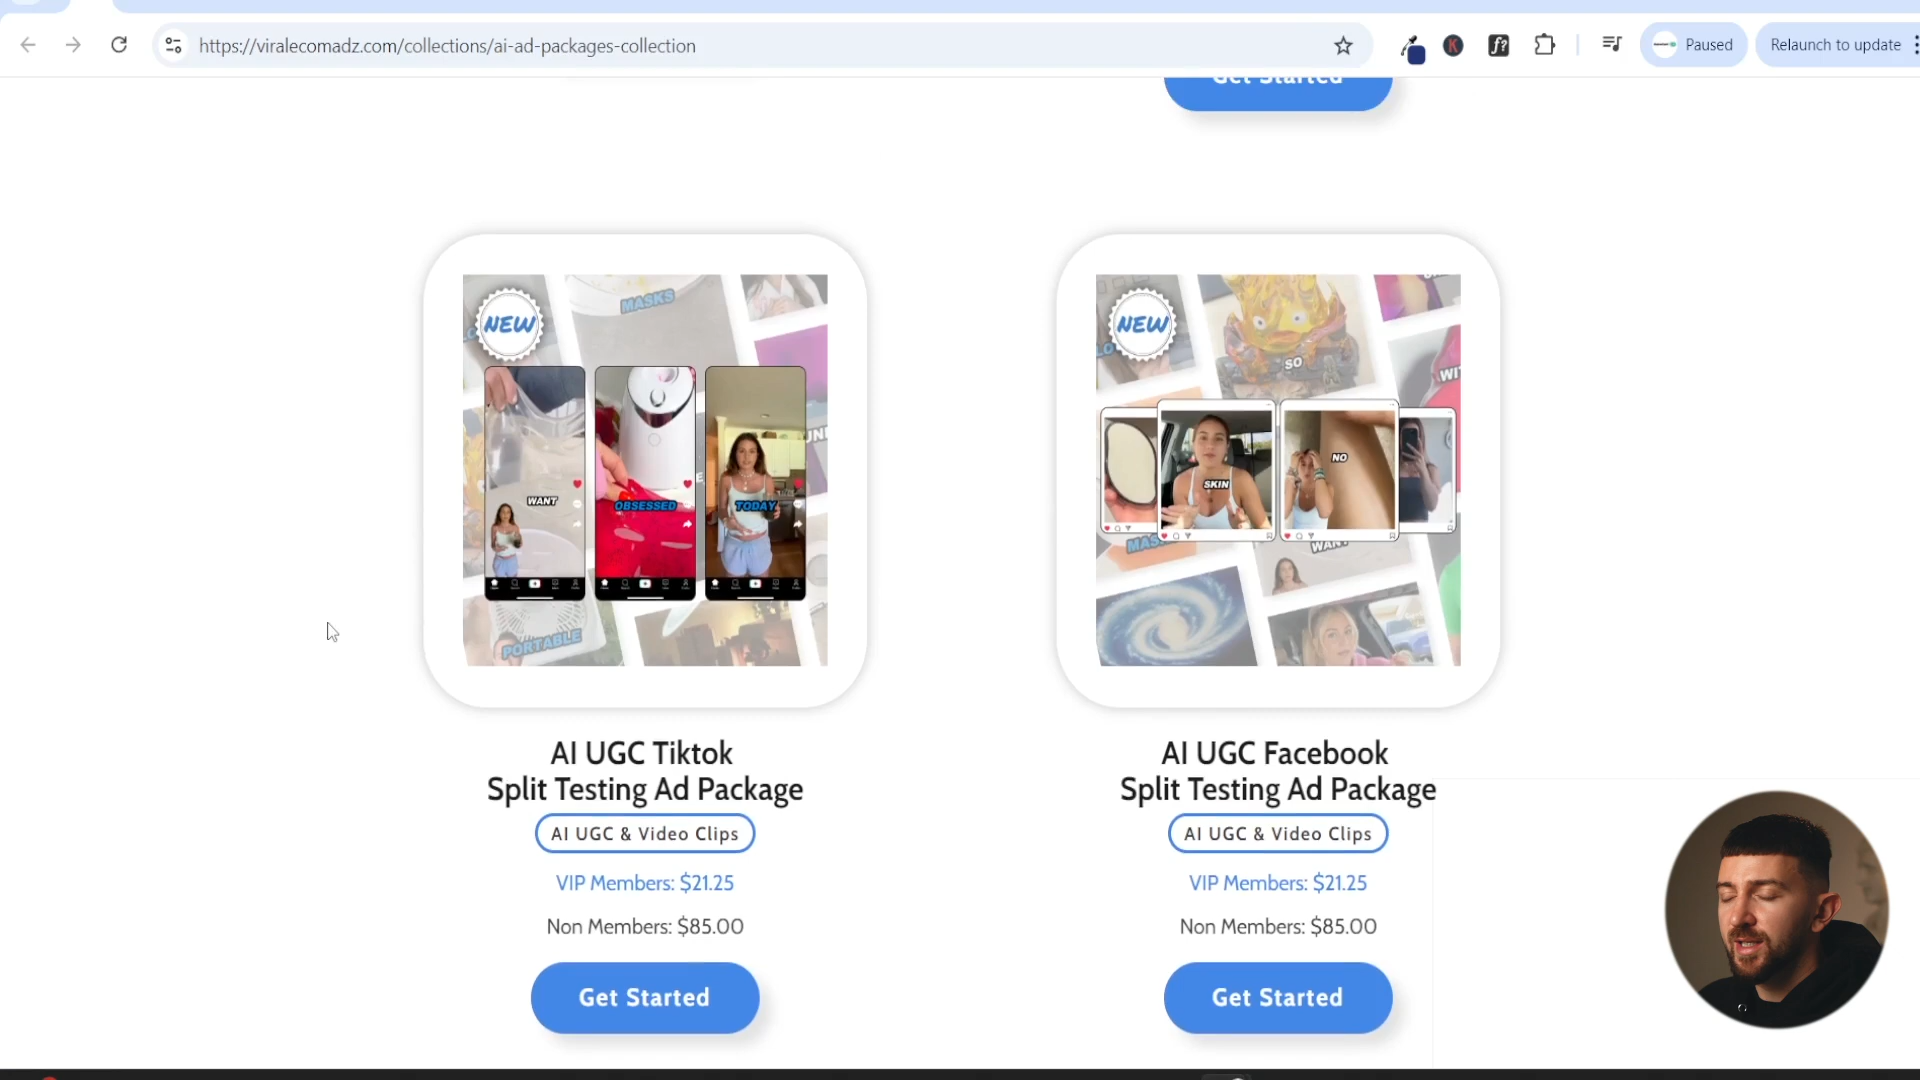 https://viralecomadz.com/collections/ai-ad-packages-collection
Paused
Relaunch to update
Get Started
NEW
MASKS
WANT
OBSESSED
TODAY
PORTABLE
NEW
SO
SKIN
NO
WAN
AI UGC Tiktok
Split Testing Ad Package
AI UGC & Video Clips
VIP Members: $21.25
Non Members: $85.00
Get Started
AI UGC Facebook
Split Testing Ad Package
AI UGC & Video Clips
VIP Members: $21.25
Non Members: $85.00
Get Started